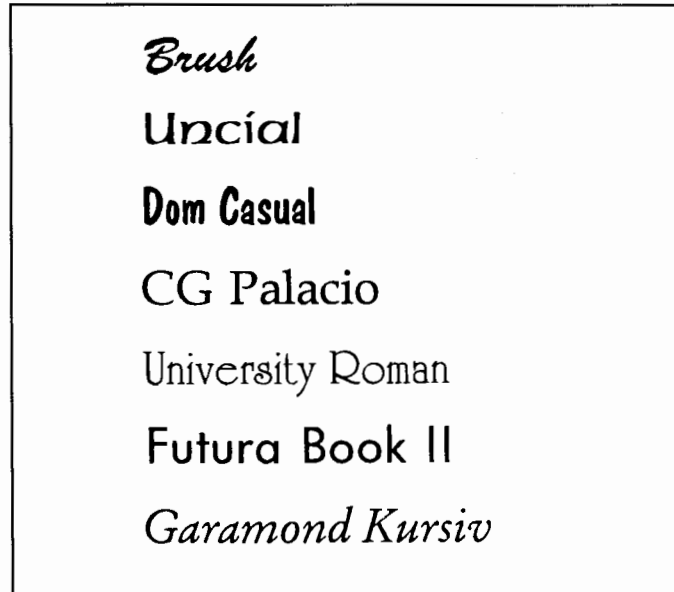 Brush
Uncial
Dom Casual
CG Palacio
University Roman
Futura Book II
Garamond Kursiv